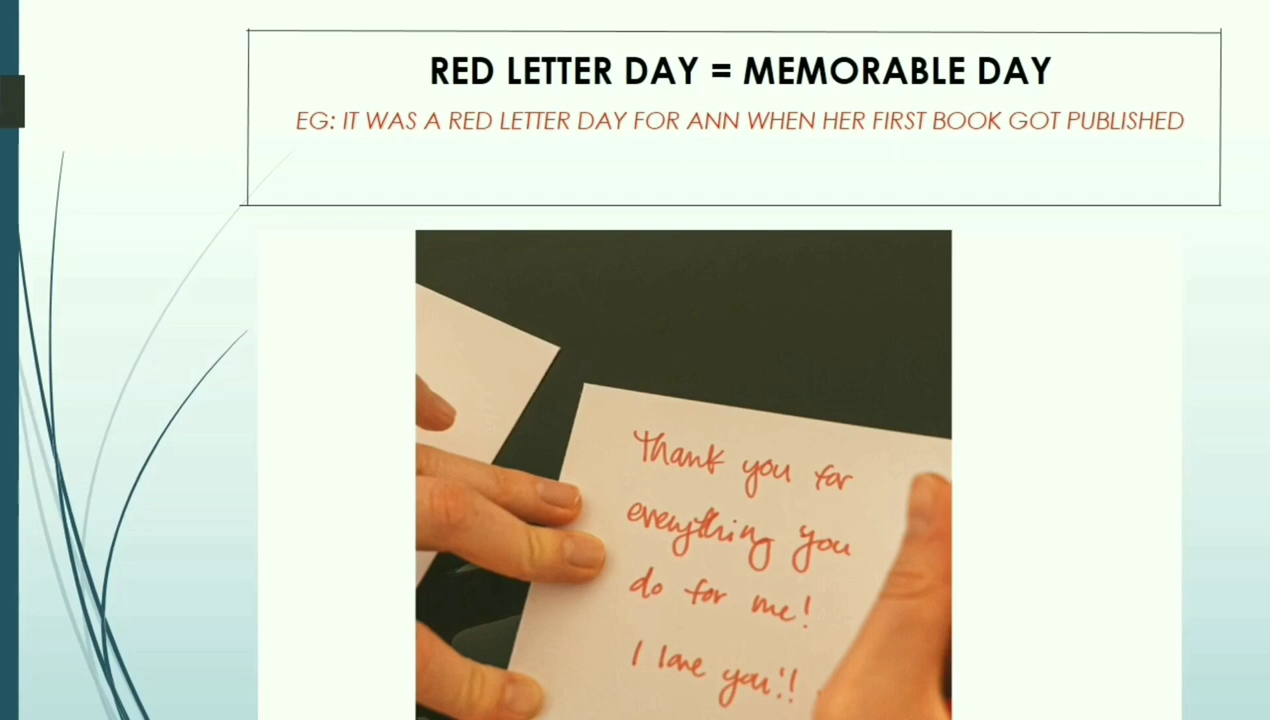 RED LETTER DAY = MEMORABLE DAY
EG: IT WAS A RED LETTER DAY FOR ANN WHEN HER FIRST BOOK GOT PUBLISHED
Thank you for
everything you
do for me!
I love you!!